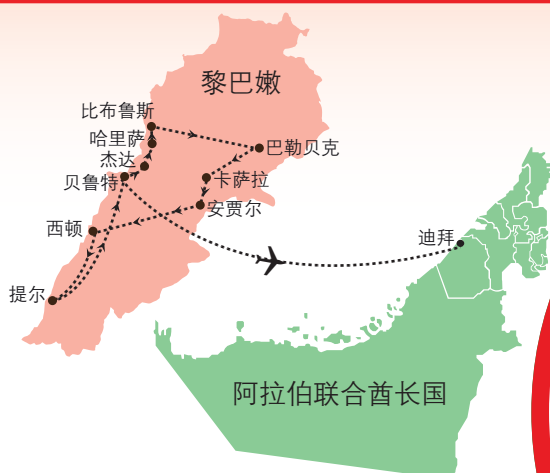 黎巴嫩
比布鲁斯
哈里萨
杰达
贝鲁特
巴勒贝克
卡萨拉
安贾尔
西顿
提尔
迪拜
阿拉伯联合酋长国